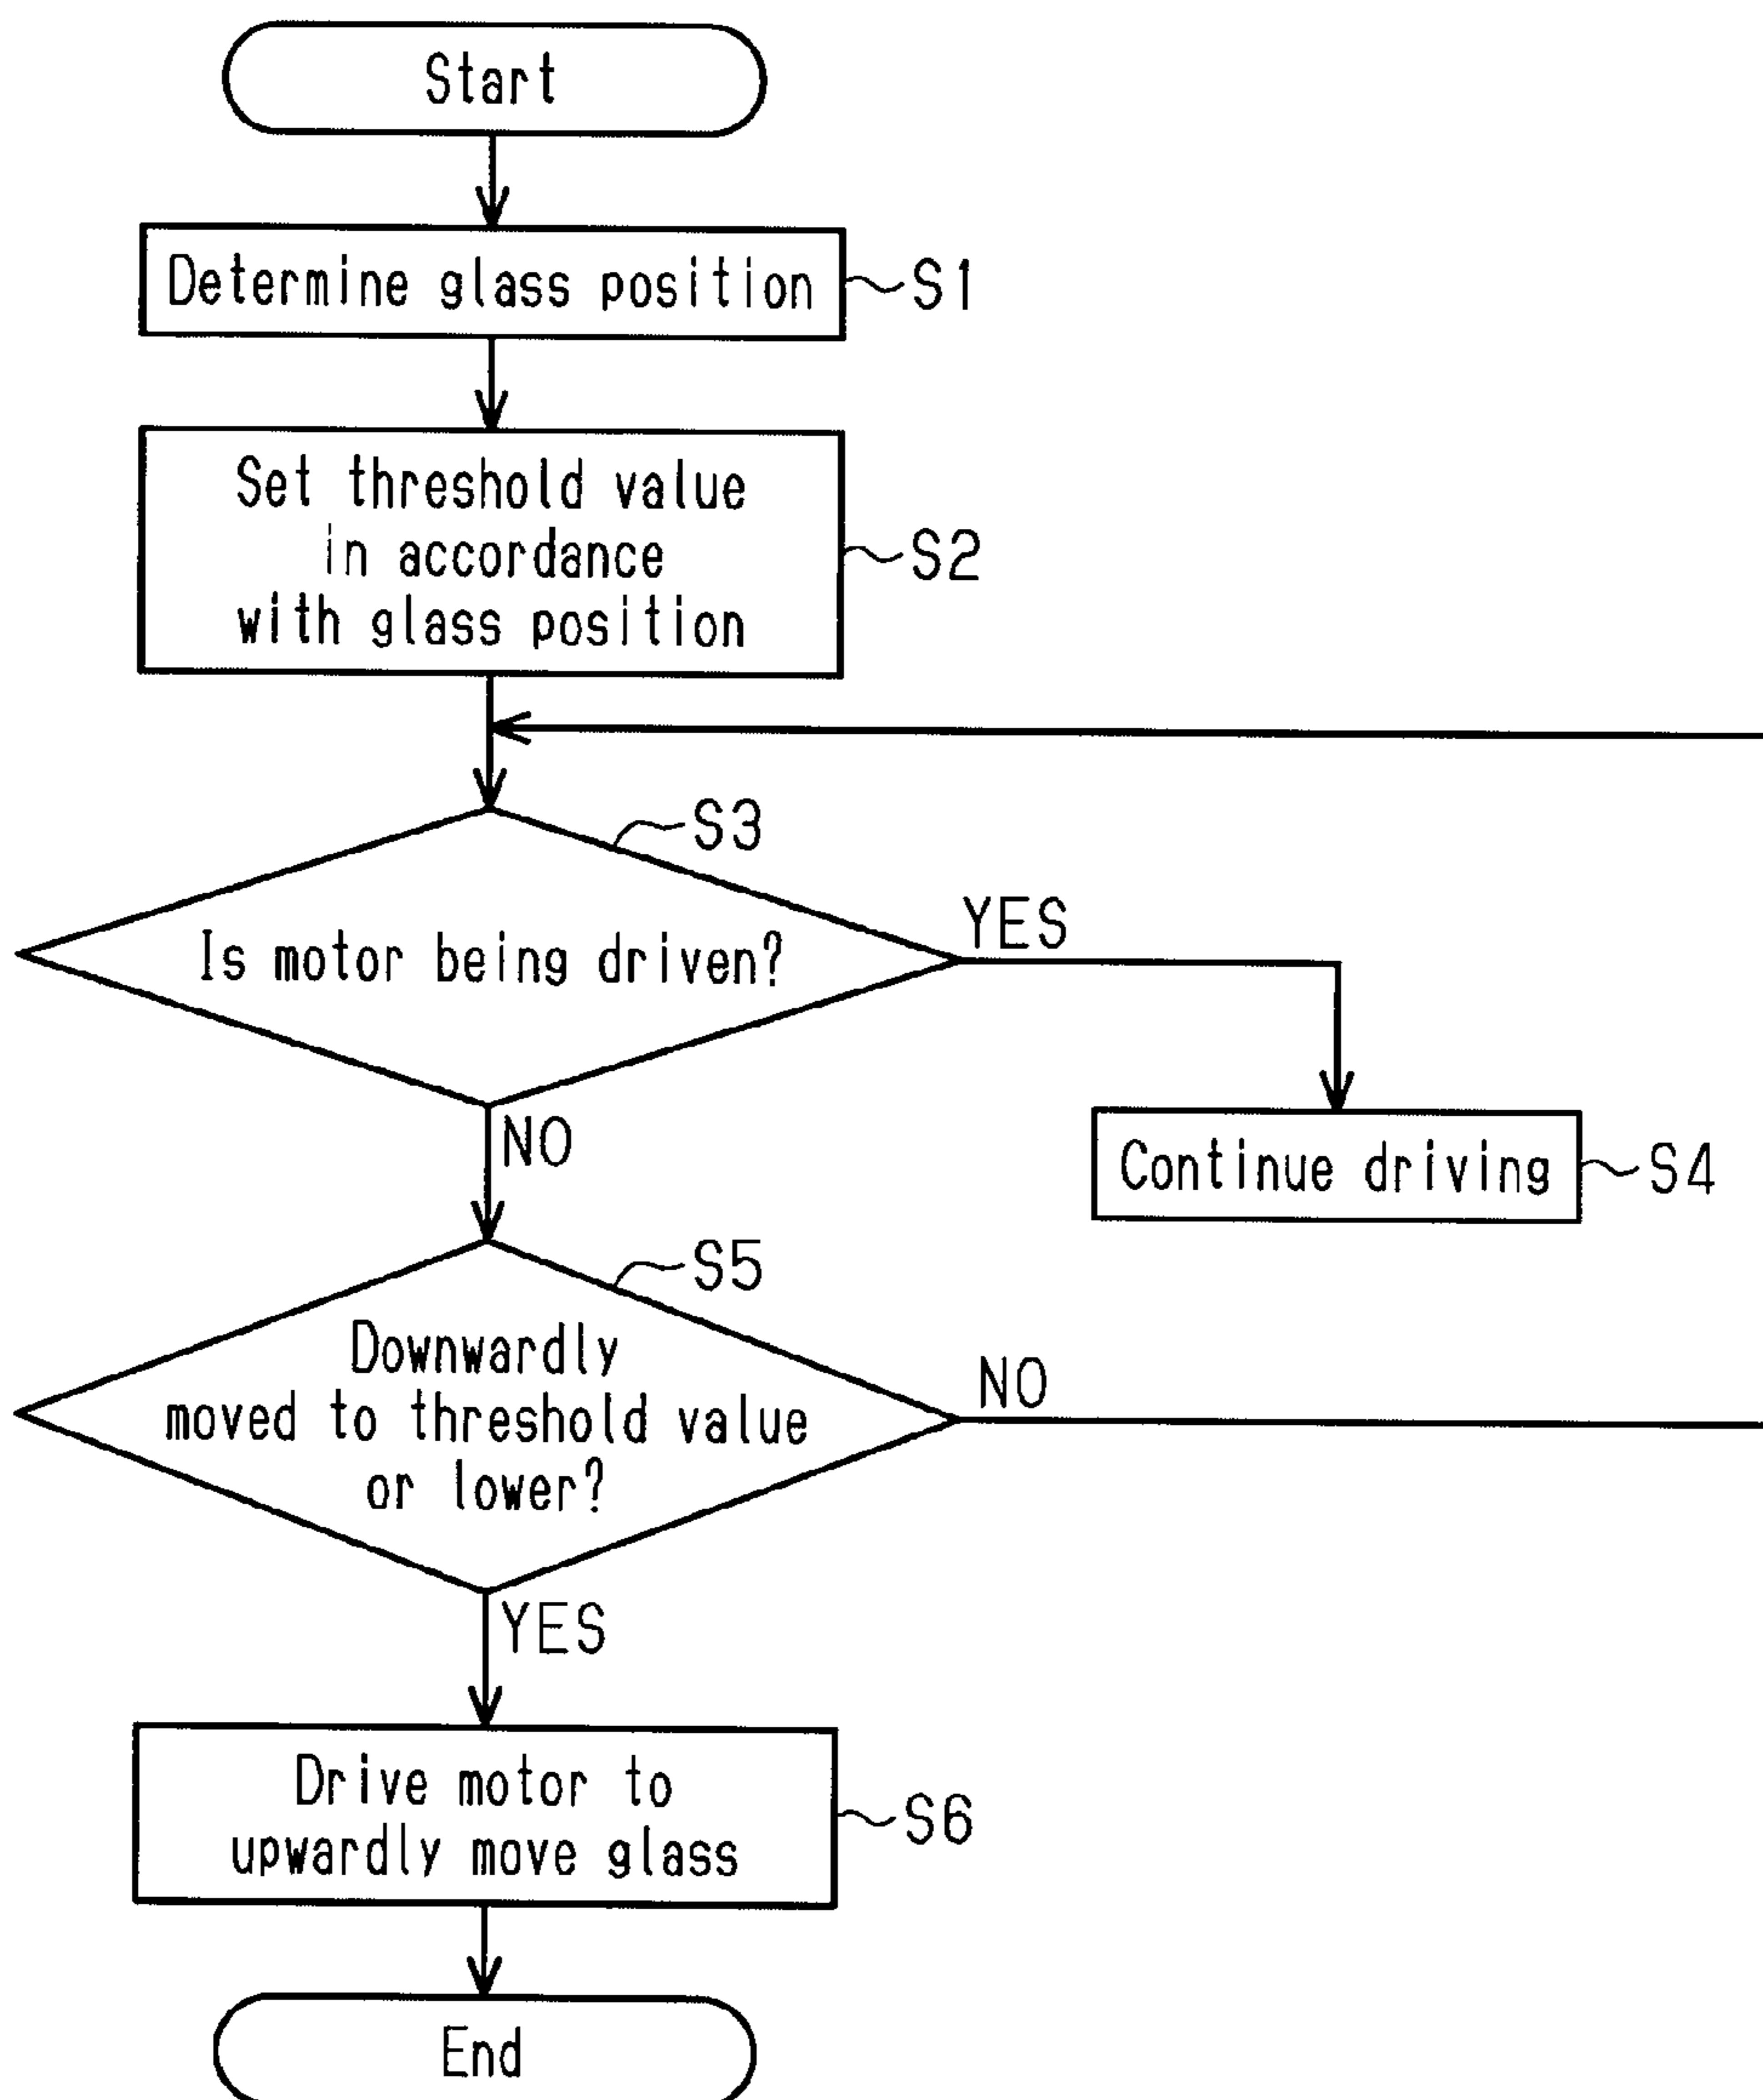 Start
Determine glass position
S1
Set threshold value
in accordance
with glass position
S2
S3
Is motor being driven?
YES
NO
Continue driving
S4
S5
Downwardly
moved to threshold value
or lower?
NO
YES
Drive motor to
upwardly move glass
S6
End